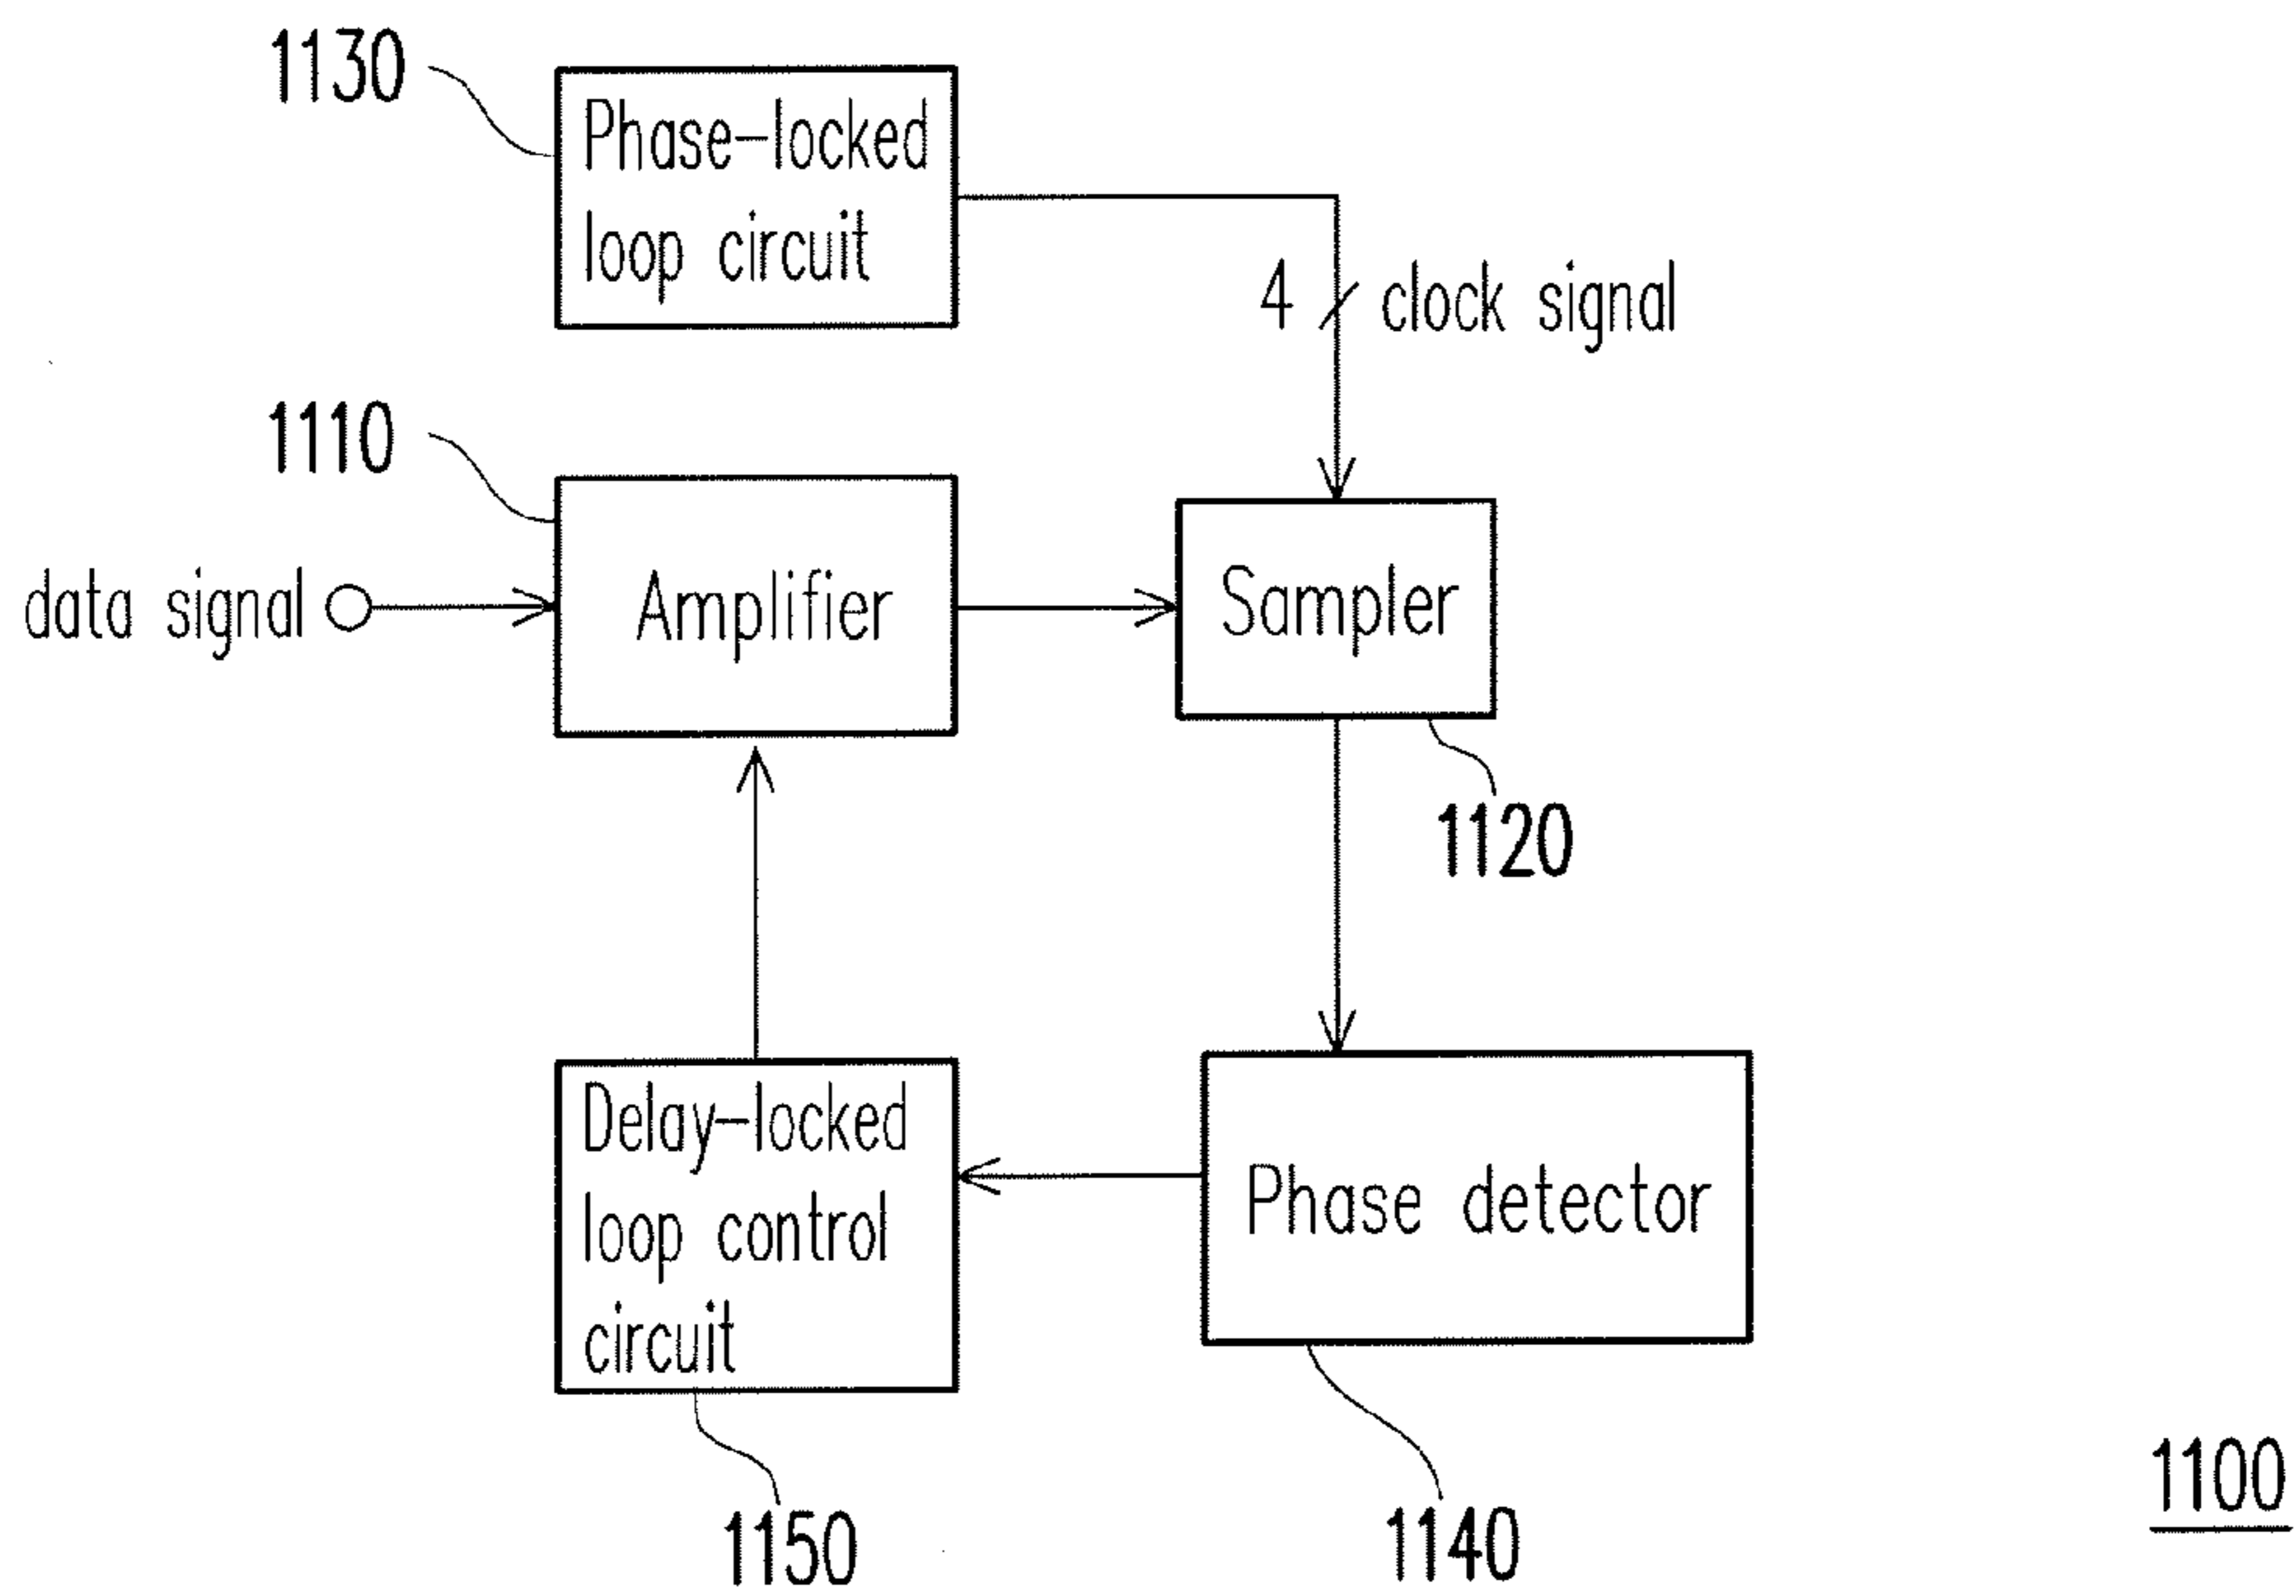 1130
Phase-locked
loop circuit
4
clock signal
1110
data signal
Amplifier
Sampler
1120
Delay-locked
loop control
circuit
Phase detector
1150
1140
1100